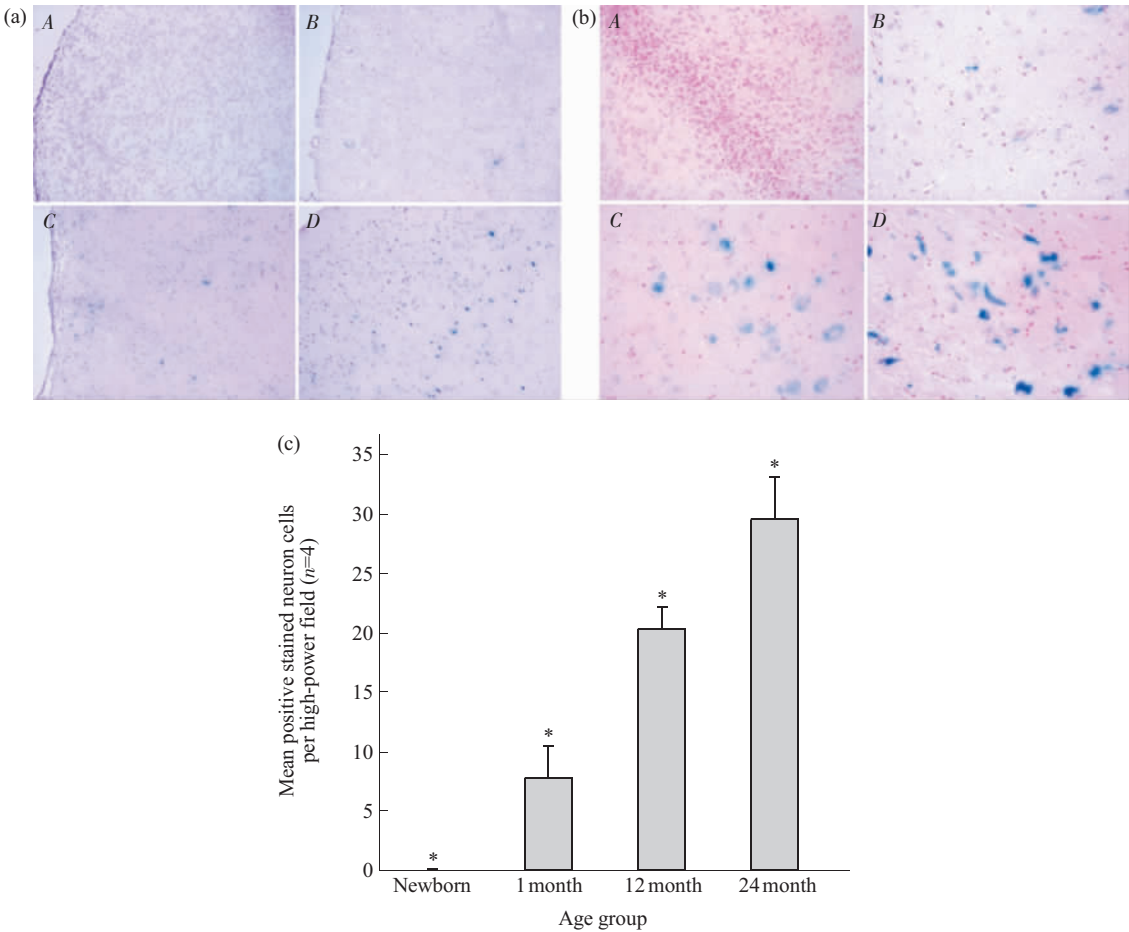 (a)
A
B
C
D
(b)
A
B
C
D
(c)
Mean positive stained neuron cells
per high-power field (n=4)
35
30
25
20
15
10
5
0
*
*
*
*
Newborn
1 month
12 month
24 month
Age group